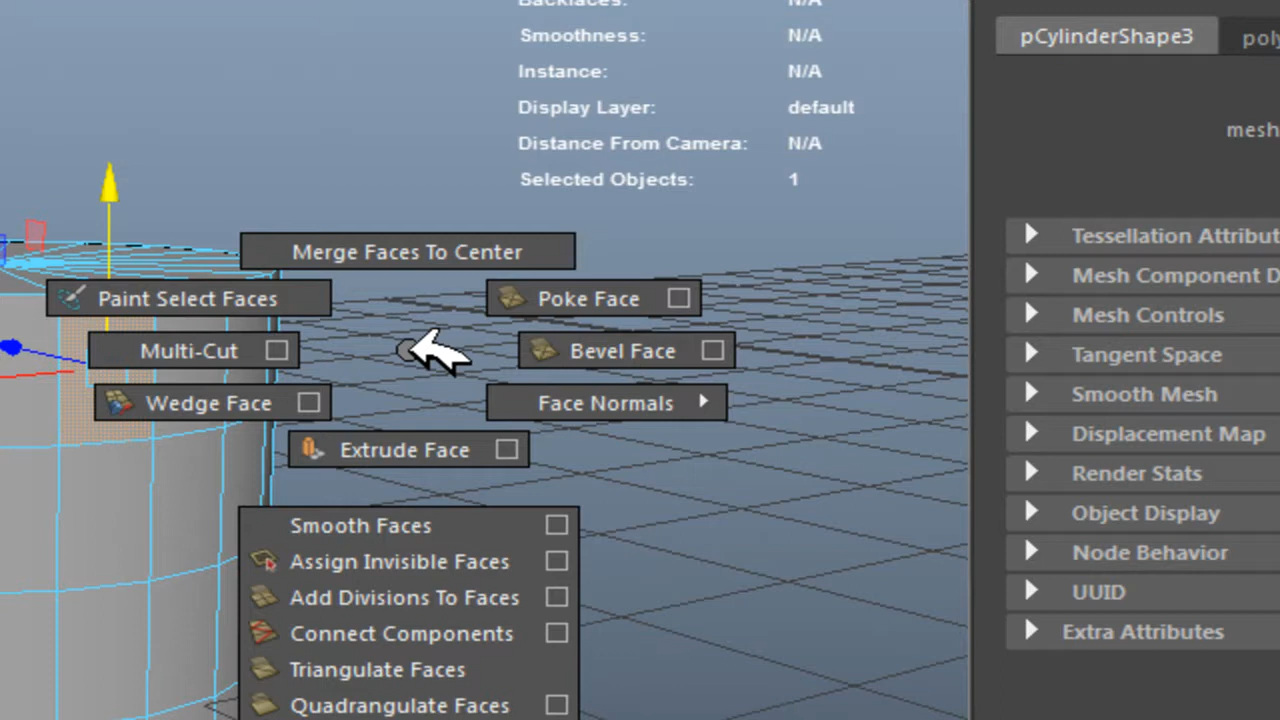 Backfaces: N/A
Smoothness: N/A
Instance: N/A
Display Layer: default
Distance From Camera: N/A
Selected Objects: 1
Merge Faces To Center
Paint Select Faces
Poke Face
Multi-Cut
Bevel Face
Wedge Face
Face Normals
Extrude Face
Smooth Faces
Assign Invisible Faces
Add Divisions To Faces
Connect Components
Triangulate Faces
Quadrangulate Faces
pCylinderShape3 poly
mesh
Tessellation Attribut
Mesh Component D
Mesh Controls
Tangent Space
Smooth Mesh
Displacement Map
Render Stats
Object Display
Node Behavior
UUID
Extra Attributes